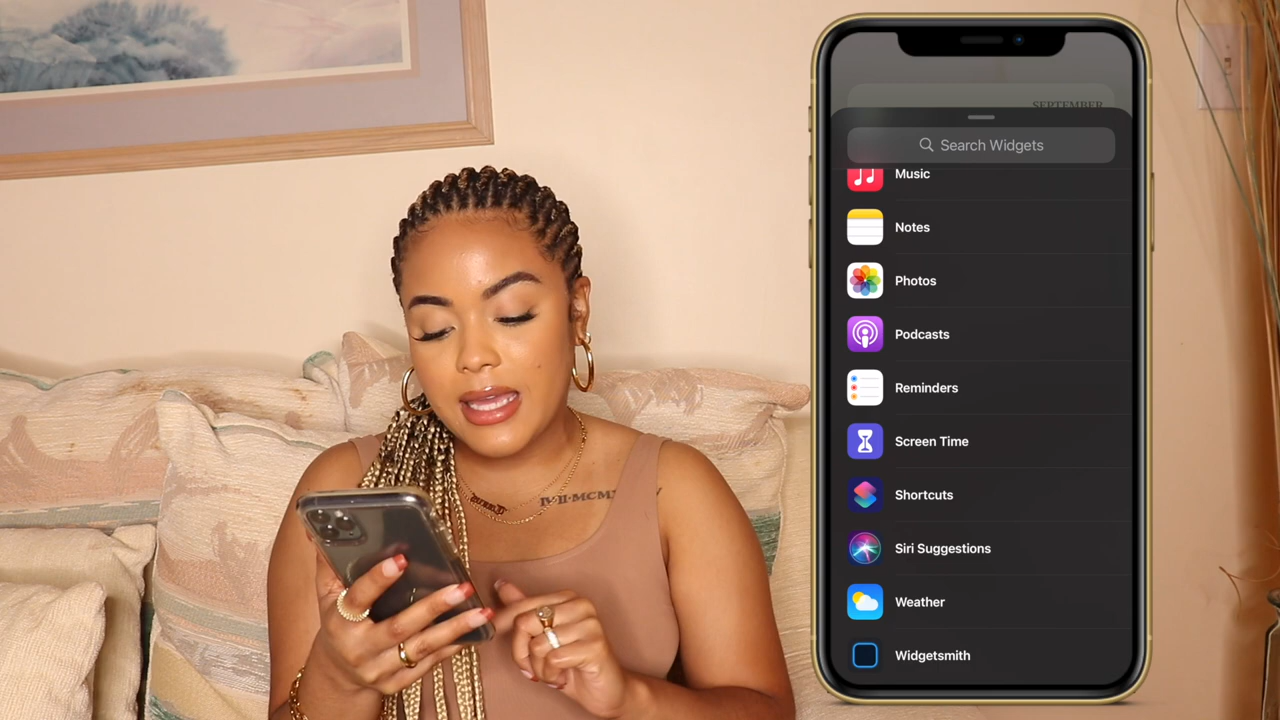 SEPTEMBER
Search Widgets
Music
Notes
Photos
Podcasts
Reminders
Screen Time
Shortcuts
Siri Suggestions
Weather
Widgetsmith